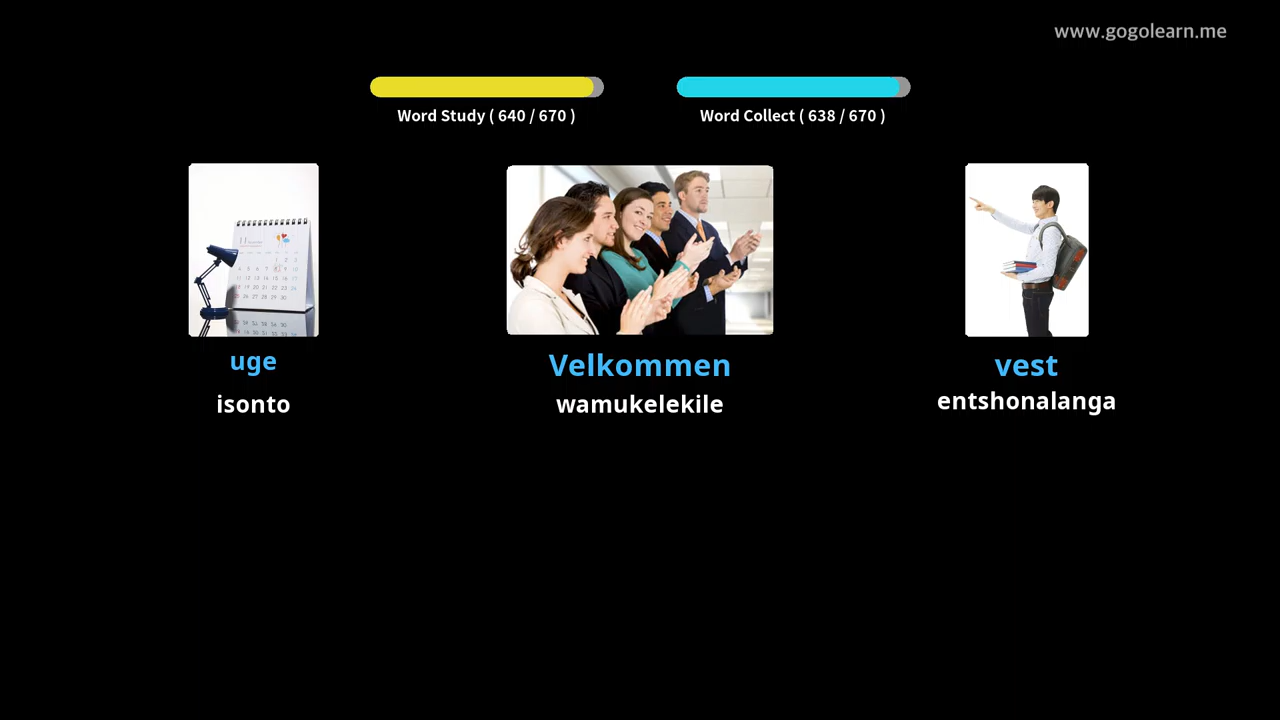 www.gogolearn.me
Word Study ( 640 / 670 )
Word Collect ( 638 / 670 )
uge
Velkommen
vest
isonto
wamukelekile
entshonalanga